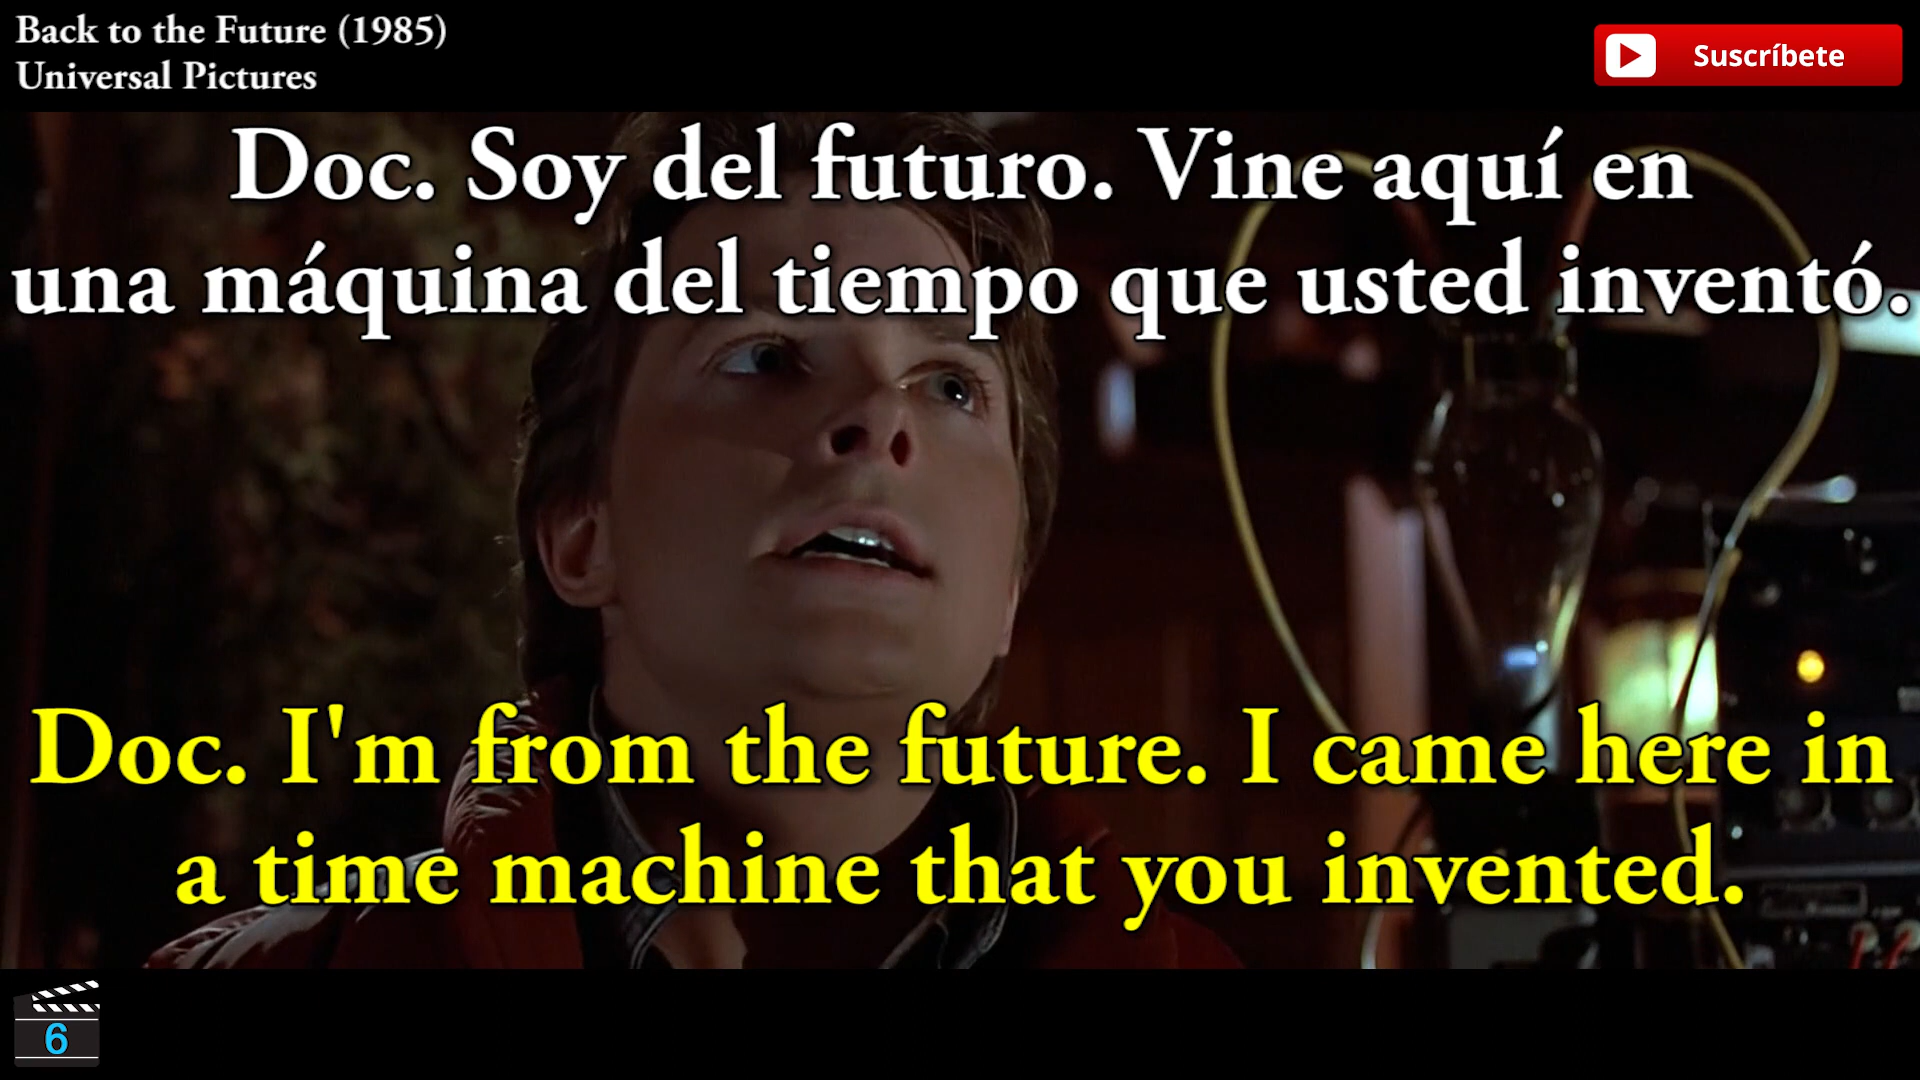 Back to the Future (1985)
Universal Pictures
Suscríbete
Doc. Soy del futuro. Vine aquí en
una máquina del tiempo que usted inventó.
Doc. I'm from the future. I came here in
a time machine that you invented.
6